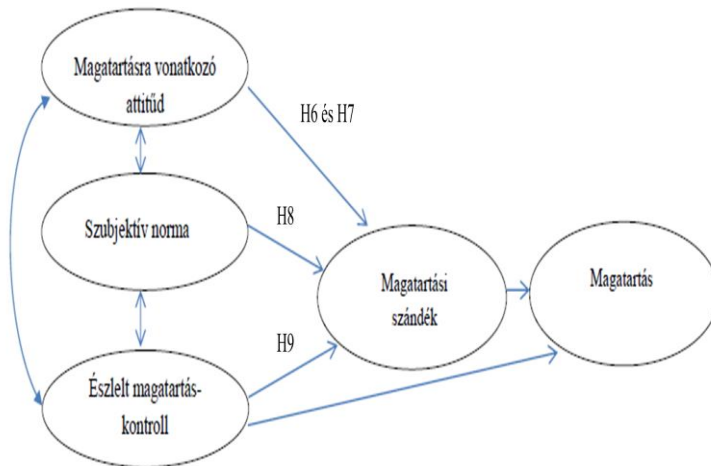 Magatartásra vonatkozó
attitűd
H6 és H7
Szubjektív norma
H8
Magatartási
szándék
Magatartás
H9
Észlelt magatartás-
kontroll